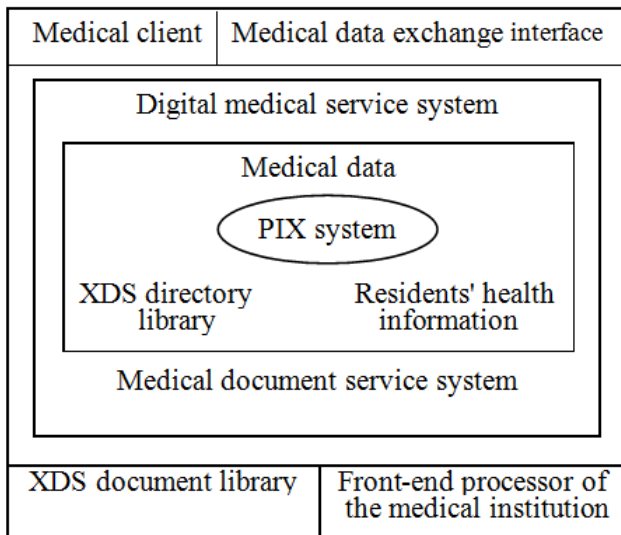 Medical client
Medical data exchange interface
Digital medical service system
Medical data
PIX system
XDS directory
library
Residents' health
information
Medical document service system
XDS document library
Front-end processor of
the medical institution